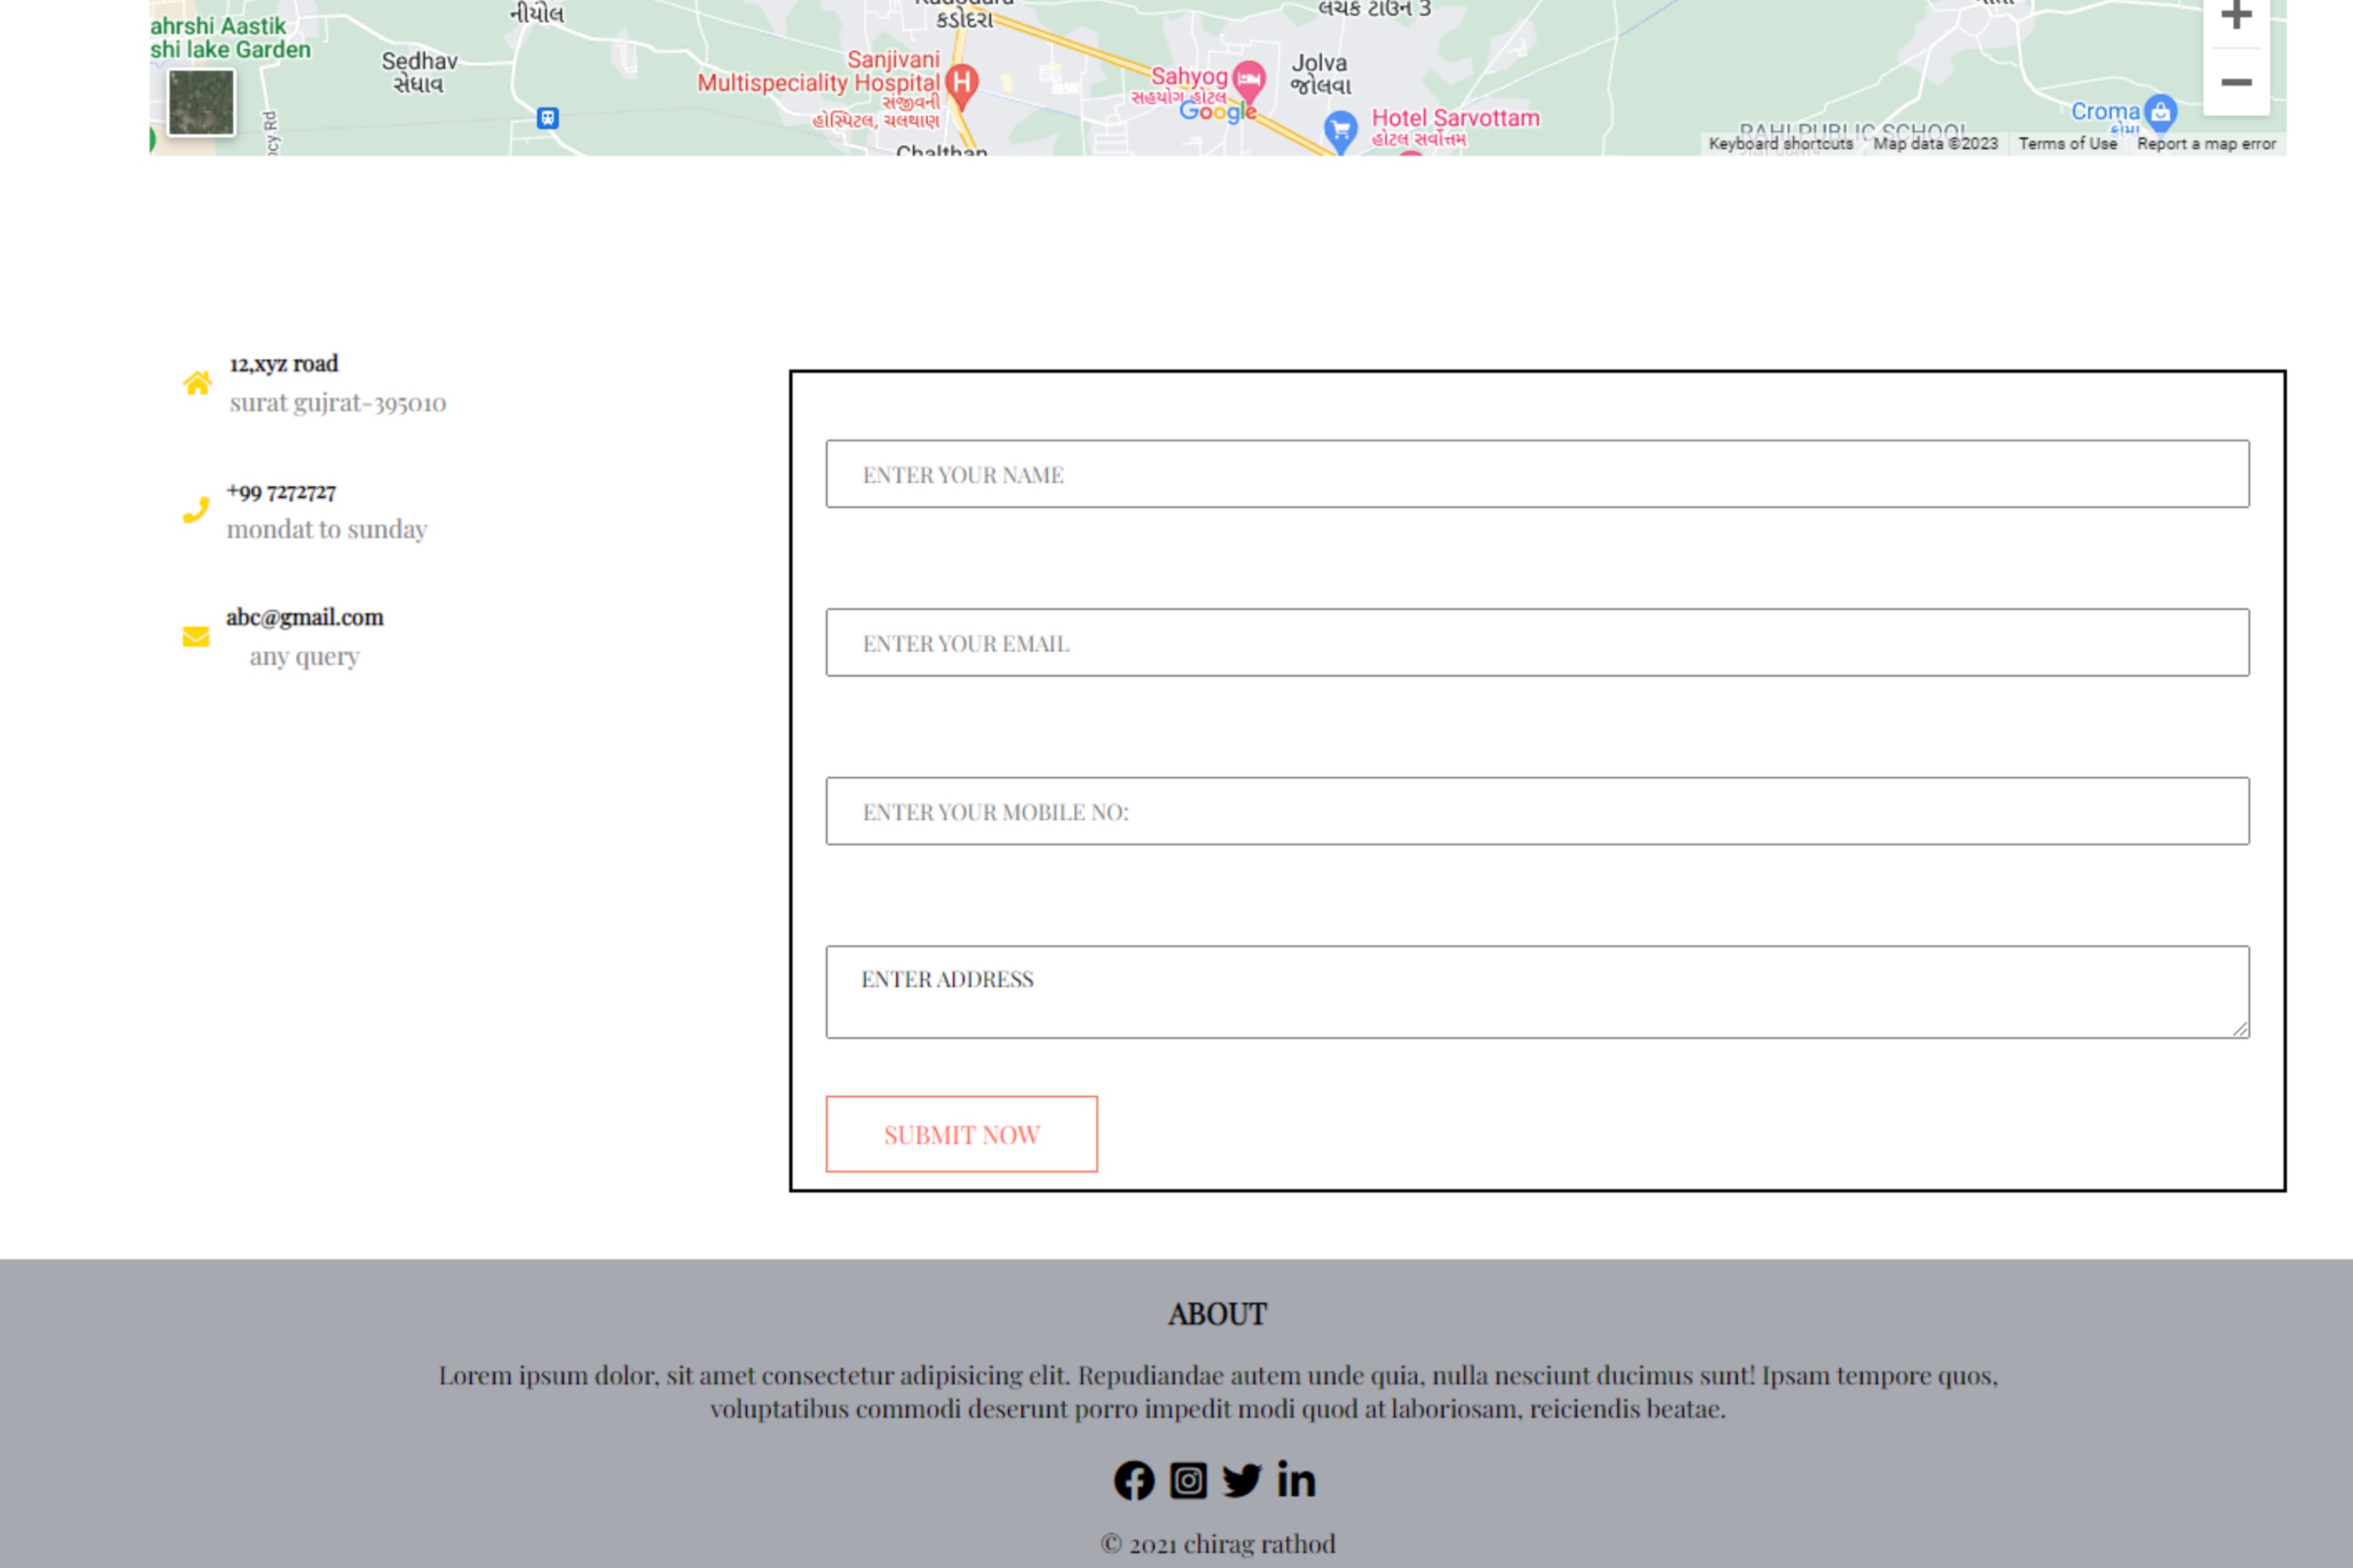 ahrshi Aastik
shi lake Garden
નીયોલ
Sedhav
સેધાવ
ncy Rd
કડોદરા
Sanjivani
Multispeciality Hospital
સંજીવની
હોસ્પિટલ, ચલથાણ
Chalthan
Sahyog
સહયોગ હોટલ
Google
Jolva
જોલવા
Hotel Sarvottam
હોટલ સર્વોત્તમ
Croma
ક્રોમા
RAHI PUBLIC SCHOOL
Keyboard shortcuts Map data ©2023 Terms of Use Report a map error
12,xyz road
surat gujrat-395010
+99 7272727
mondat to sunday
abc@gmail.com
any query
ENTER YOUR NAME
ENTER YOUR EMAIL
ENTER YOUR MOBILE NO:
ENTER ADDRESS
SUBMIT NOW
ABOUT
Lorem ipsum dolor, sit amet consectetur adipisicing elit. Repudiandae autem unde quia, nulla nesciunt ducimus sunt! Ipsam tempore quos,
voluptatibus commodi deserunt porro impedit modi quod at laboriosam, reiciendis beatae.
© 2021 chirag rathod